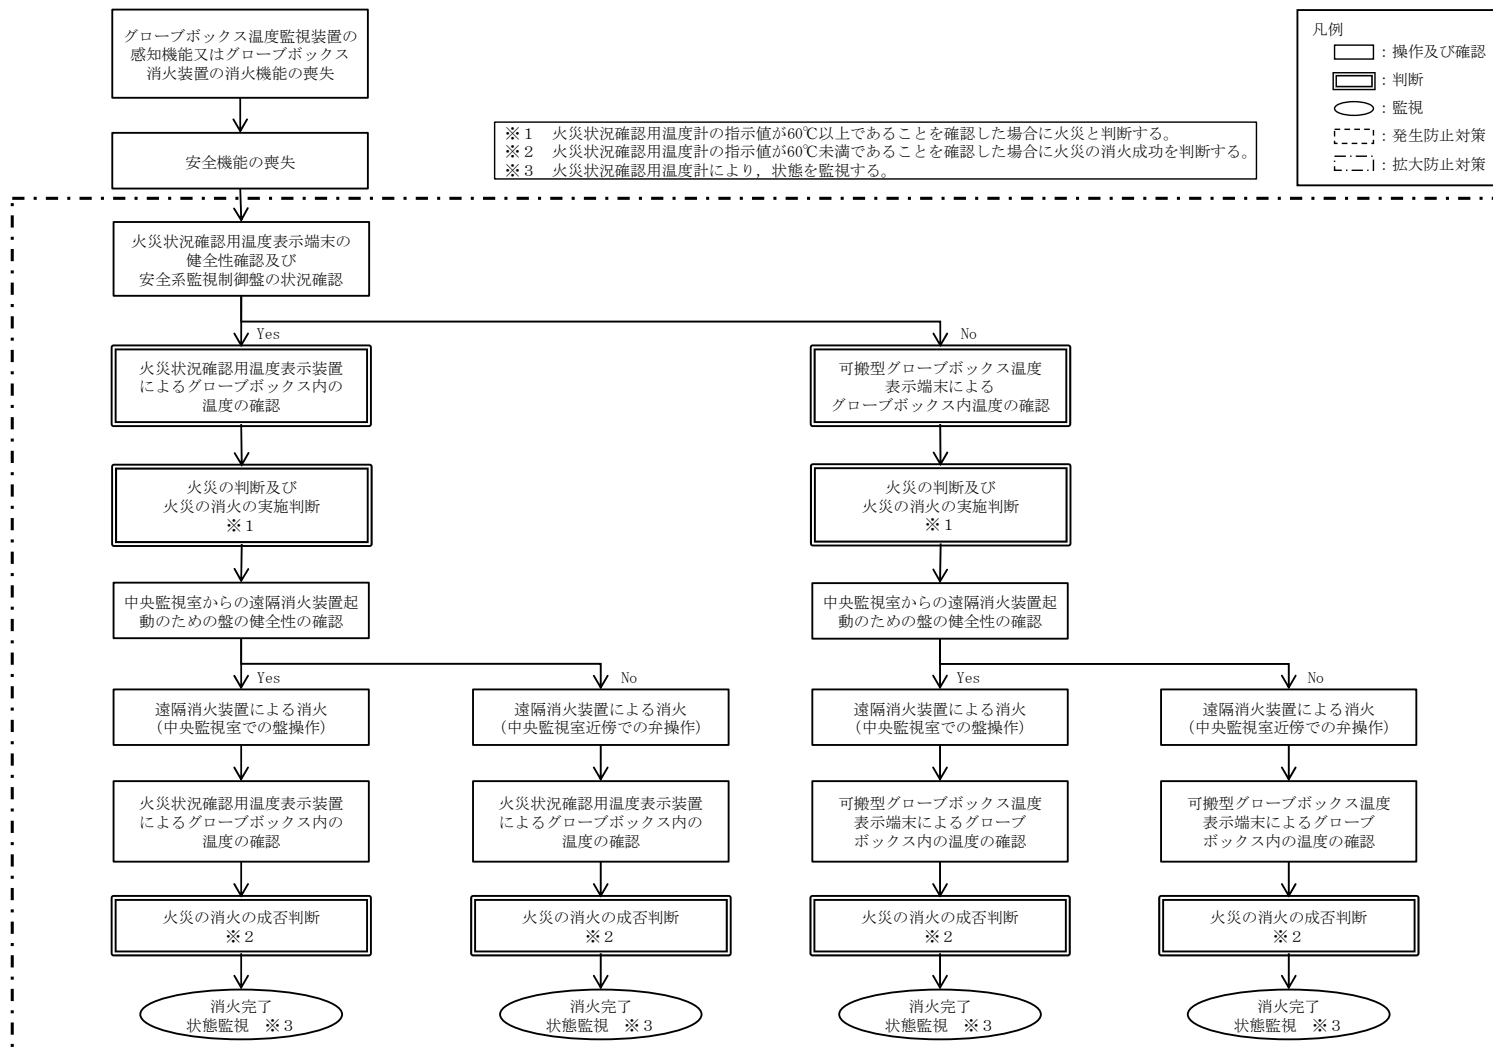 グローブボックス温度監視装置の
感知機能又はグローブボックス
消火装置の消火機能の喪失
安全機能の喪失
※１　火災状況確認用温度計の指示値が60℃以上であることを確認した場合に火災と判断する。
※２　火災状況確認用温度計の指示値が60℃未満であることを確認した場合に火災の消火成功を判断する。
※３　火災状況確認用温度計により，状態を監視する。
凡例
：操作及び確認
：判断
：監視
：発生防止対策
：拡大防止対策
火災状況確認用温度表示端末の
健全性確認及び
安全系監視制御盤の状況確認
Yes
No
火災状況確認用温度表示装置
によるグローブボックス内の
温度の確認
可搬型グローブボックス温度
表示端末による
グローブボックス内温度の確認
火災の判断及び
火災の消火の実施判断
※１
火災の判断及び
火災の消火の実施判断
※１
中央監視室からの遠隔消火装置起
動のための盤の健全性の確認
中央監視室からの遠隔消火装置起
動のための盤の健全性の確認
Yes
No
Yes
No
遠隔消火装置による消火
（中央監視室での盤操作）
遠隔消火装置による消火
（中央監視室近傍での弁操作）
遠隔消火装置による消火
（中央監視室での盤操作）
遠隔消火装置による消火
（中央監視室近傍での弁操作）
火災状況確認用温度表示装置
によるグローブボックス内の
温度の確認
火災状況確認用温度表示装置
によるグローブボックス内の
温度の確認
可搬型グローブボックス温度
表示端末によるグローブ
ボックス内の温度の確認
可搬型グローブボックス温度
表示端末によるグローブ
ボックス内の温度の確認
火災の消火の成否判断
※２
火災の消火の成否判断
※２
火災の消火の成否判断
※２
火災の消火の成否判断
※２
消火完了
状態監視　※３
消火完了
状態監視　※３
消火完了
状態監視　※３
消火完了
状態監視　※３